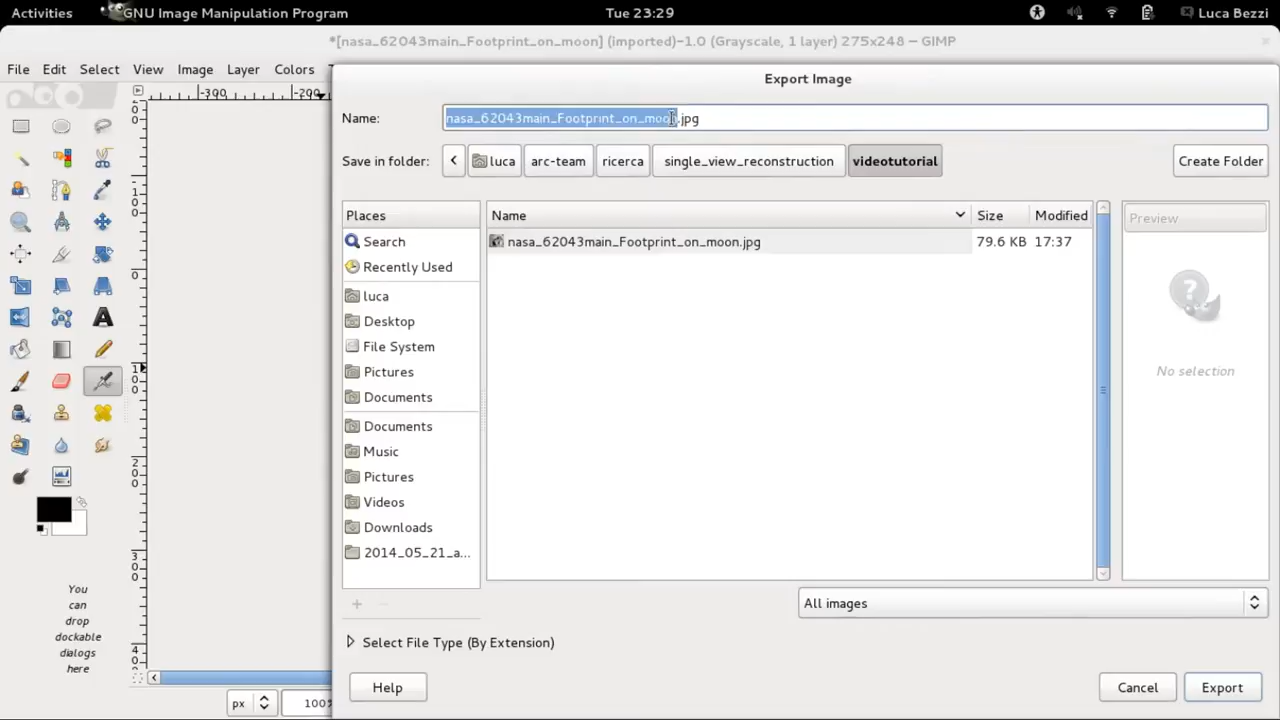 Activities GNU Image Manipulation Program Tue 23:29 Luca Bezzi
*[nasa_62043main_Footprint_on_moon] (imported)-1.0 (Grayscale, 1 layer) 275x248 – GIMP
File Edit Select View Image Layer Colors
Export Image
-300 -200
Name: nasa_62043main_Footprint_on_moon.jpg
Save in folder: luca arc-team ricerca single_view_reconstruction videotutorial Create Folder
Places Name Size Modified Preview
Search nasa_62043main_Footprint_on_moon.jpg 79.6 KB 17:37
Recently Used
luca
Desktop
File System
Pictures
No selection
Documents
Documents
Music
Pictures
Videos
Downloads
2014_05_21_a...
You
can
drop
dockable
dialogs
here
All images
Select File Type (By Extension)
Help Cancel Export
px 100